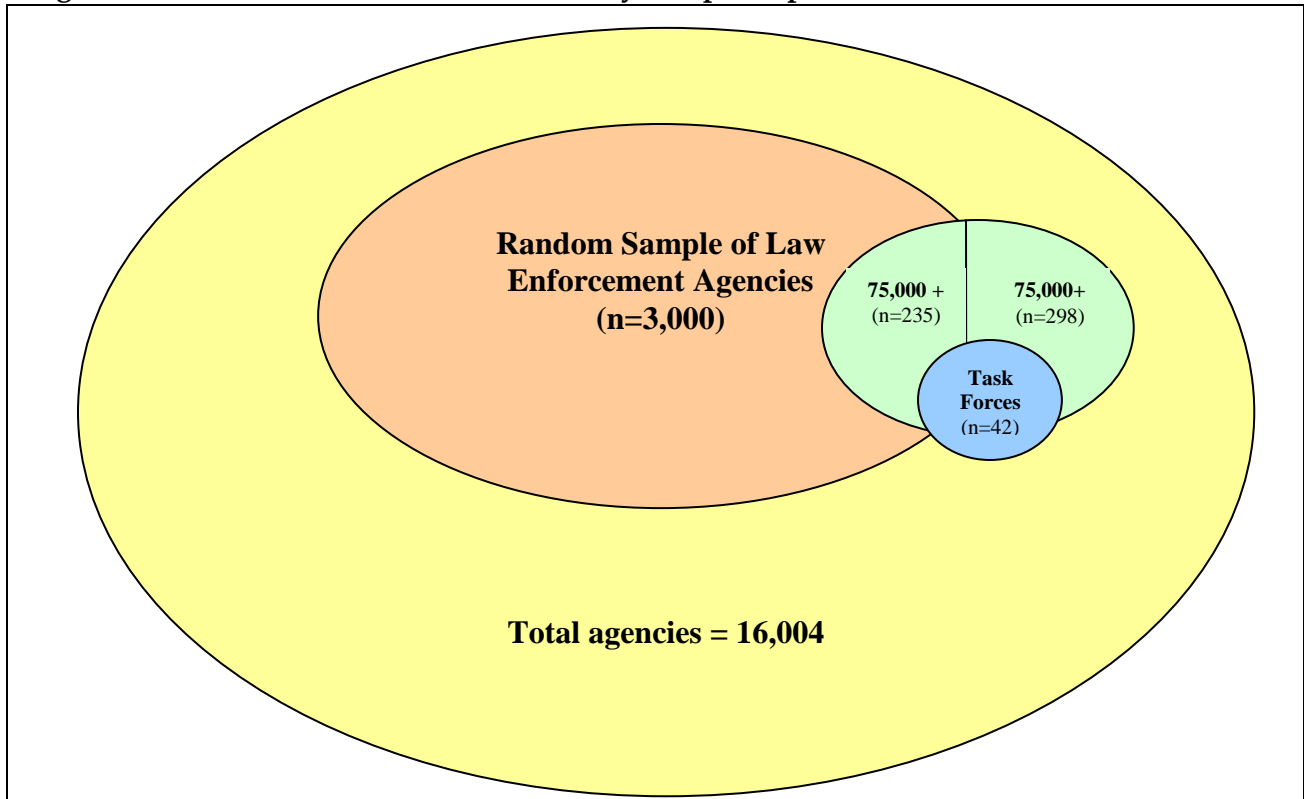 Random Sample of Law
Enforcement Agencies
(n=3,000)
75,000 +
(n=235)
75,000+
(n=298)
Task
Forces
(n=42)
Total agencies = 16,004